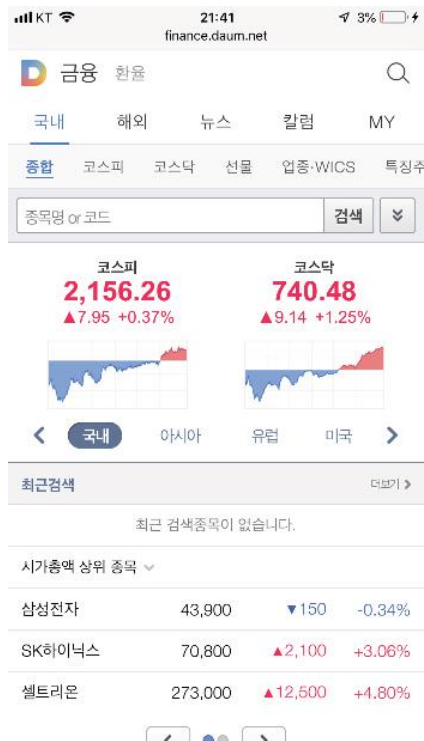 KT 21:41 3%
finance.daum.net
D 금융 환율
국내 해외 뉴스 칼럼 MY
종합 코스피 코스닥 선물 업종·WICS 특징주
종목명 or 코드 검색
코스피 코스닥
2,156.26 740.48
▲7.95 +0.37% ▲9.14 +1.25%
국내 아시아 유럽 미국
최근검색 더보기
최근 검색종목이 없습니다.
시가총액 상위 종목
삼성전자 43,900 ▼150 -0.34%
SK하이닉스 70,800 ▲2,100 +3.06%
셀트리온 273,000 ▲12,500 +4.80%